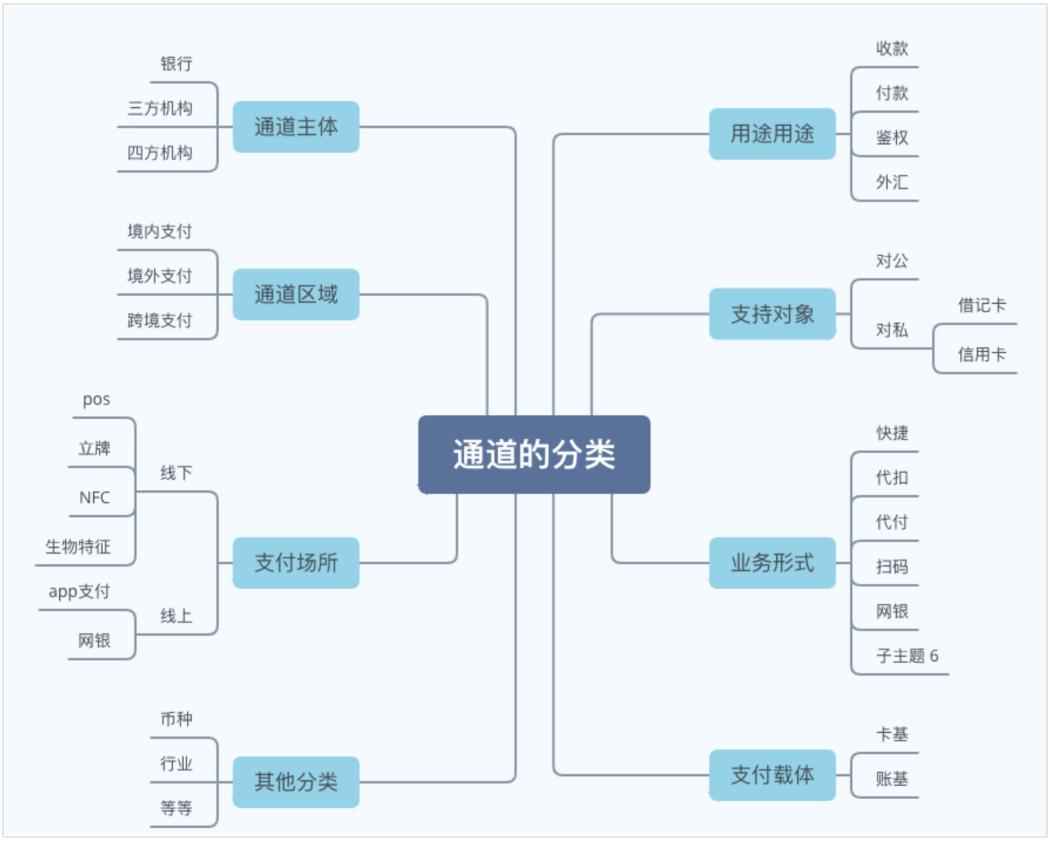 通道的分类
通道主体
银行
三方机构
四方机构
通道区域
境内支付
境外支付
跨境支付
支付场所
线下
pos
立牌
NFC
生物特征
线上
app支付
网银
其他分类
币种
行业
等等
用途用途
收款
付款
鉴权
外汇
支持对象
对公
对私
借记卡
信用卡
业务形式
快捷
代扣
代付
扫码
网银
子主题 6
支付载体
卡基
账基